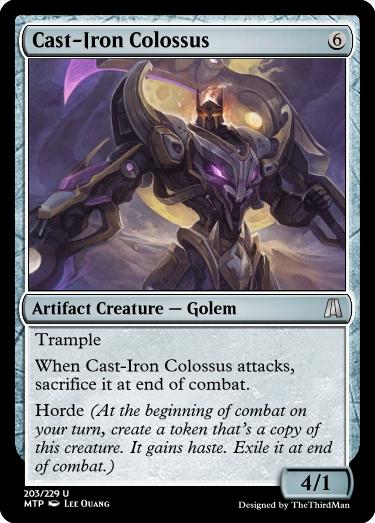 Cast-Iron Colossus 6
Artifact Creature — Golem
Trample
When Cast-Iron Colossus attacks,
sacrifice it at end of combat.
Horde (At the beginning of combat on
your turn, create a token that's a copy of
this creature. It gains haste. Exile it at end
of combat.)
4/1
203/229 U
MTP Lee Quang
Designed by TheThirdMan